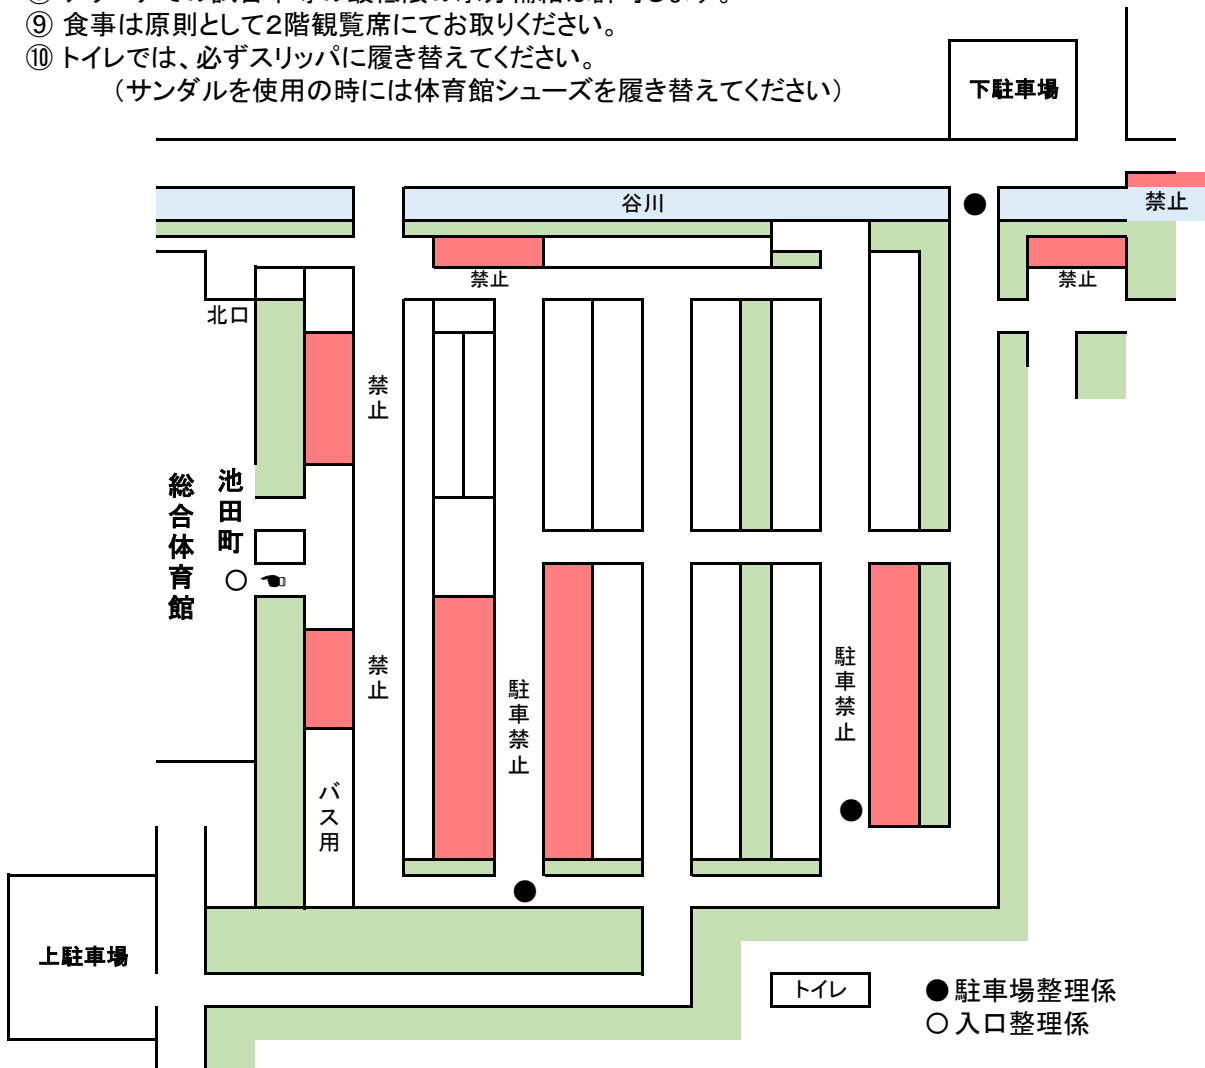 ⑨ 食事は原則として２階観覧席にてお取りください。
⑩ トイレでは、必ずスリッパに履き替えてください。
（サンダルを使用の時には体育館シューズを履き替えてください）
下駐車場
谷川
禁止
禁止
禁止
北口
禁止
池田町
総合体育館
○ ☚
禁止
駐車禁止
駐車禁止
バス用
上駐車場
トイレ
●駐車場整理係
○入口整理係